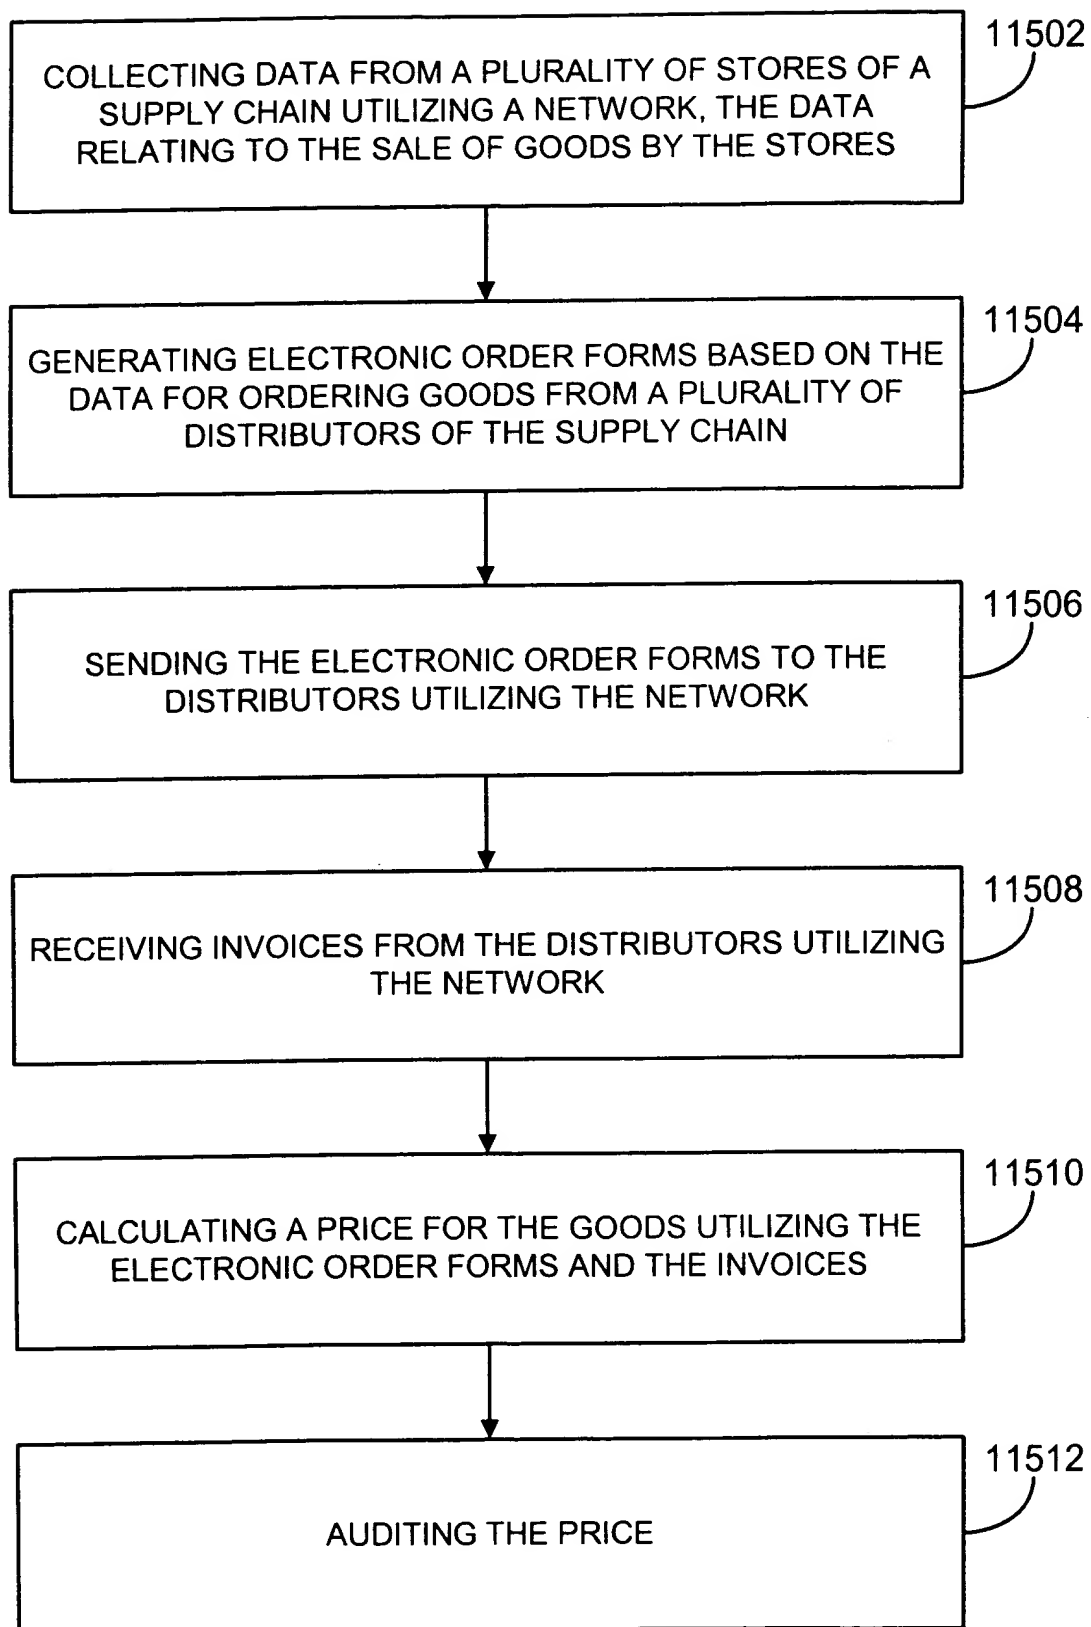 11502
COLLECTING DATA FROM A PLURALITY OF STORES OF A
SUPPLY CHAIN UTILIZING A NETWORK, THE DATA
RELATING TO THE SALE OF GOODS BY THE STORES
11504
GENERATING ELECTRONIC ORDER FORMS BASED ON THE
DATA FOR ORDERING GOODS FROM A PLURALITY OF
DISTRIBUTORS OF THE SUPPLY CHAIN
11506
SENDING THE ELECTRONIC ORDER FORMS TO THE
DISTRIBUTORS UTILIZING THE NETWORK
11508
RECEIVING INVOICES FROM THE DISTRIBUTORS UTILIZING
THE NETWORK
11510
CALCULATING A PRICE FOR THE GOODS UTILIZING THE
ELECTRONIC ORDER FORMS AND THE INVOICES
11512
AUDITING THE PRICE